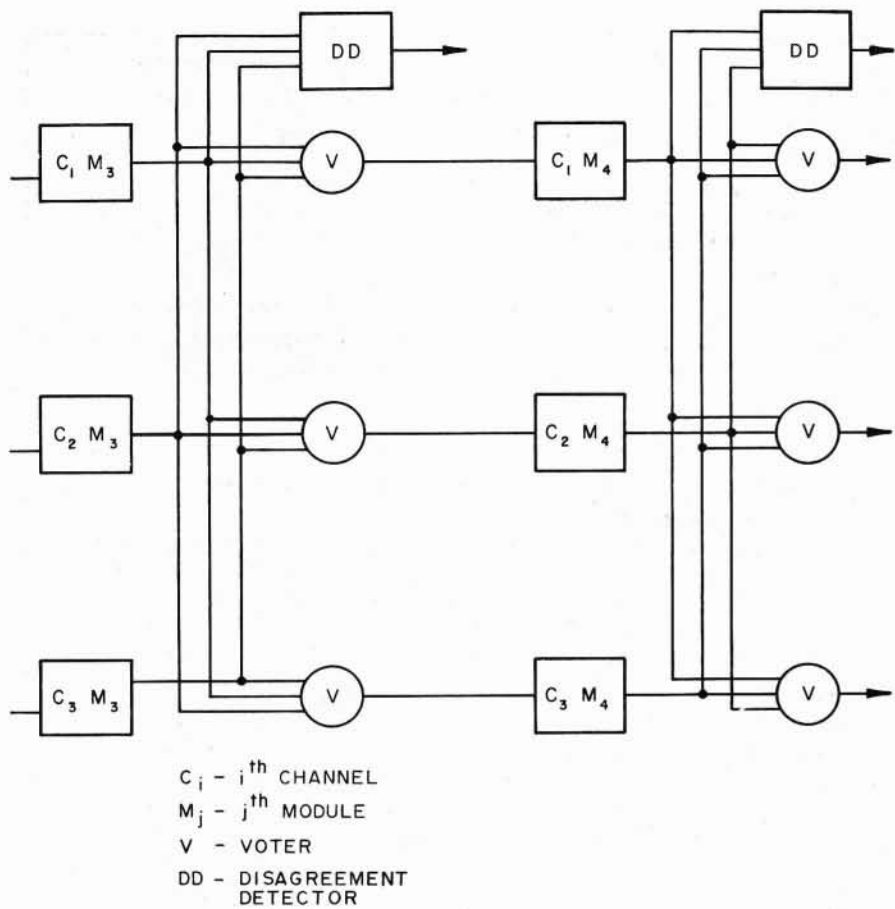 DD DD
C1 M3 V C1 M4 V
C2 M3 V C2 M4 V
C3 M3 V C3 M4 V
Ci - ith CHANNEL
Mj - jth MODULE
V - VOTER
DD - DISAGREEMENT
DETECTOR